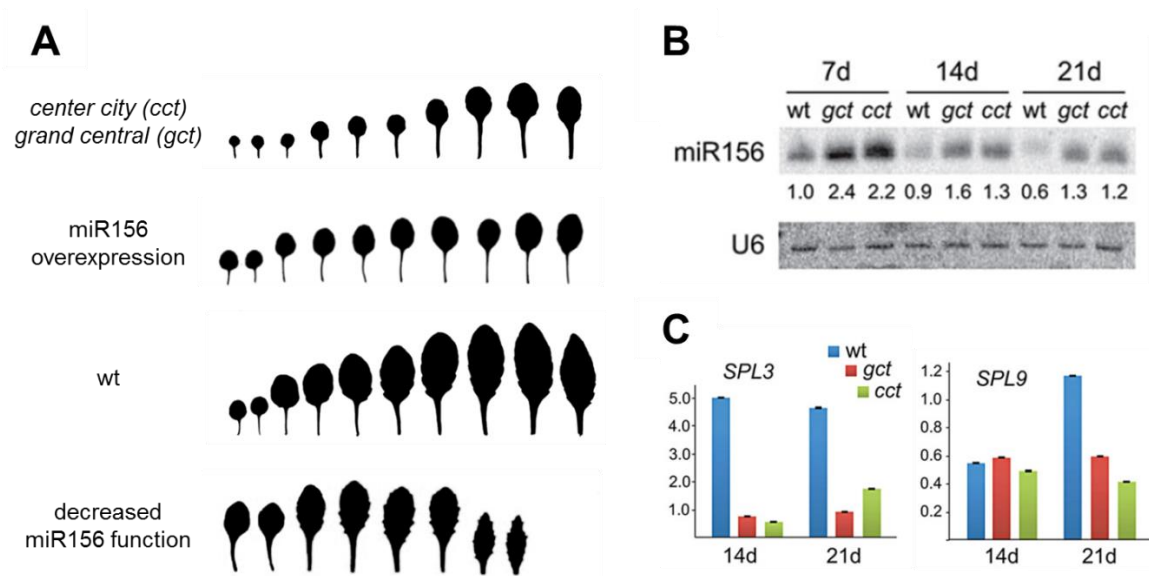 A
center city (cct)
grand central (gct)
miR156
overexpression
wt
decreased
miR156 function
B
7d 14d 21d
wt gct cct wt gct cct wt gct cct
miR156
1.0 2.4 2.2 0.9 1.6 1.3 0.6 1.3 1.2
U6
C
wt
gct
cct
SPL3
5.0
4.0
3.0
2.0
1.0
14d 21d
SPL9
1.2
1.0
0.8
0.6
0.4
0.2
14d 21d